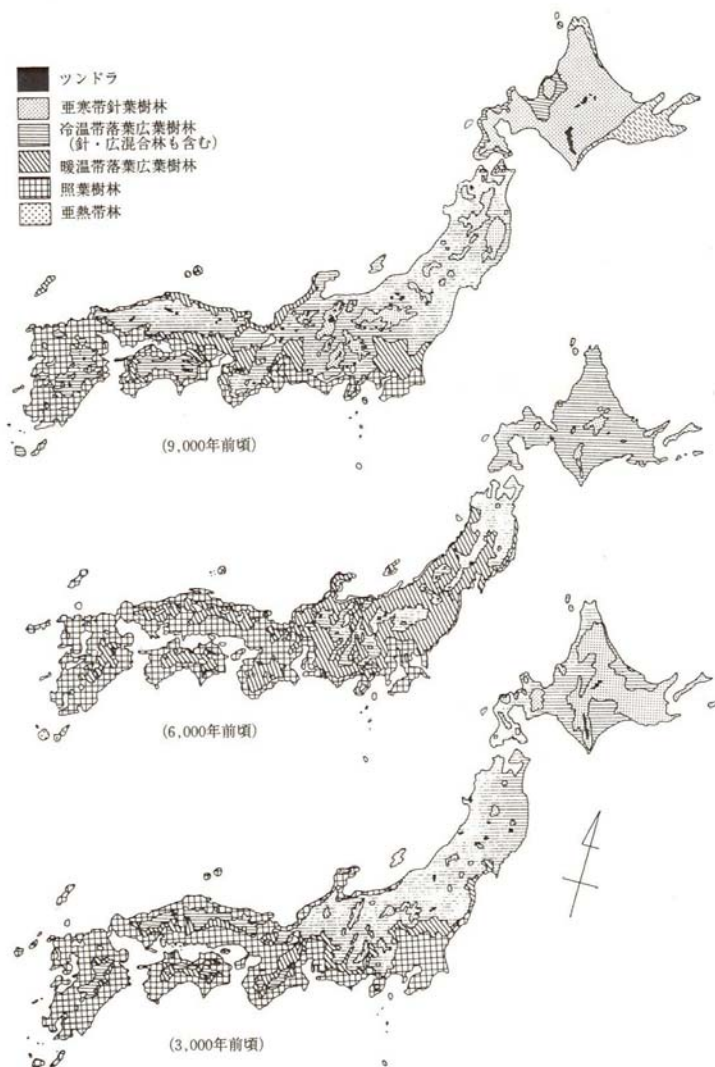 ツンドラ
亜寒帯針葉樹林
冷温帯落葉広葉樹林
(針・広混合林も含む)
暖温帯落葉広葉樹林
照葉樹林
亜熱帯林
(9,000年前頃)
(6,000年前頃)
(3,000年前頃)